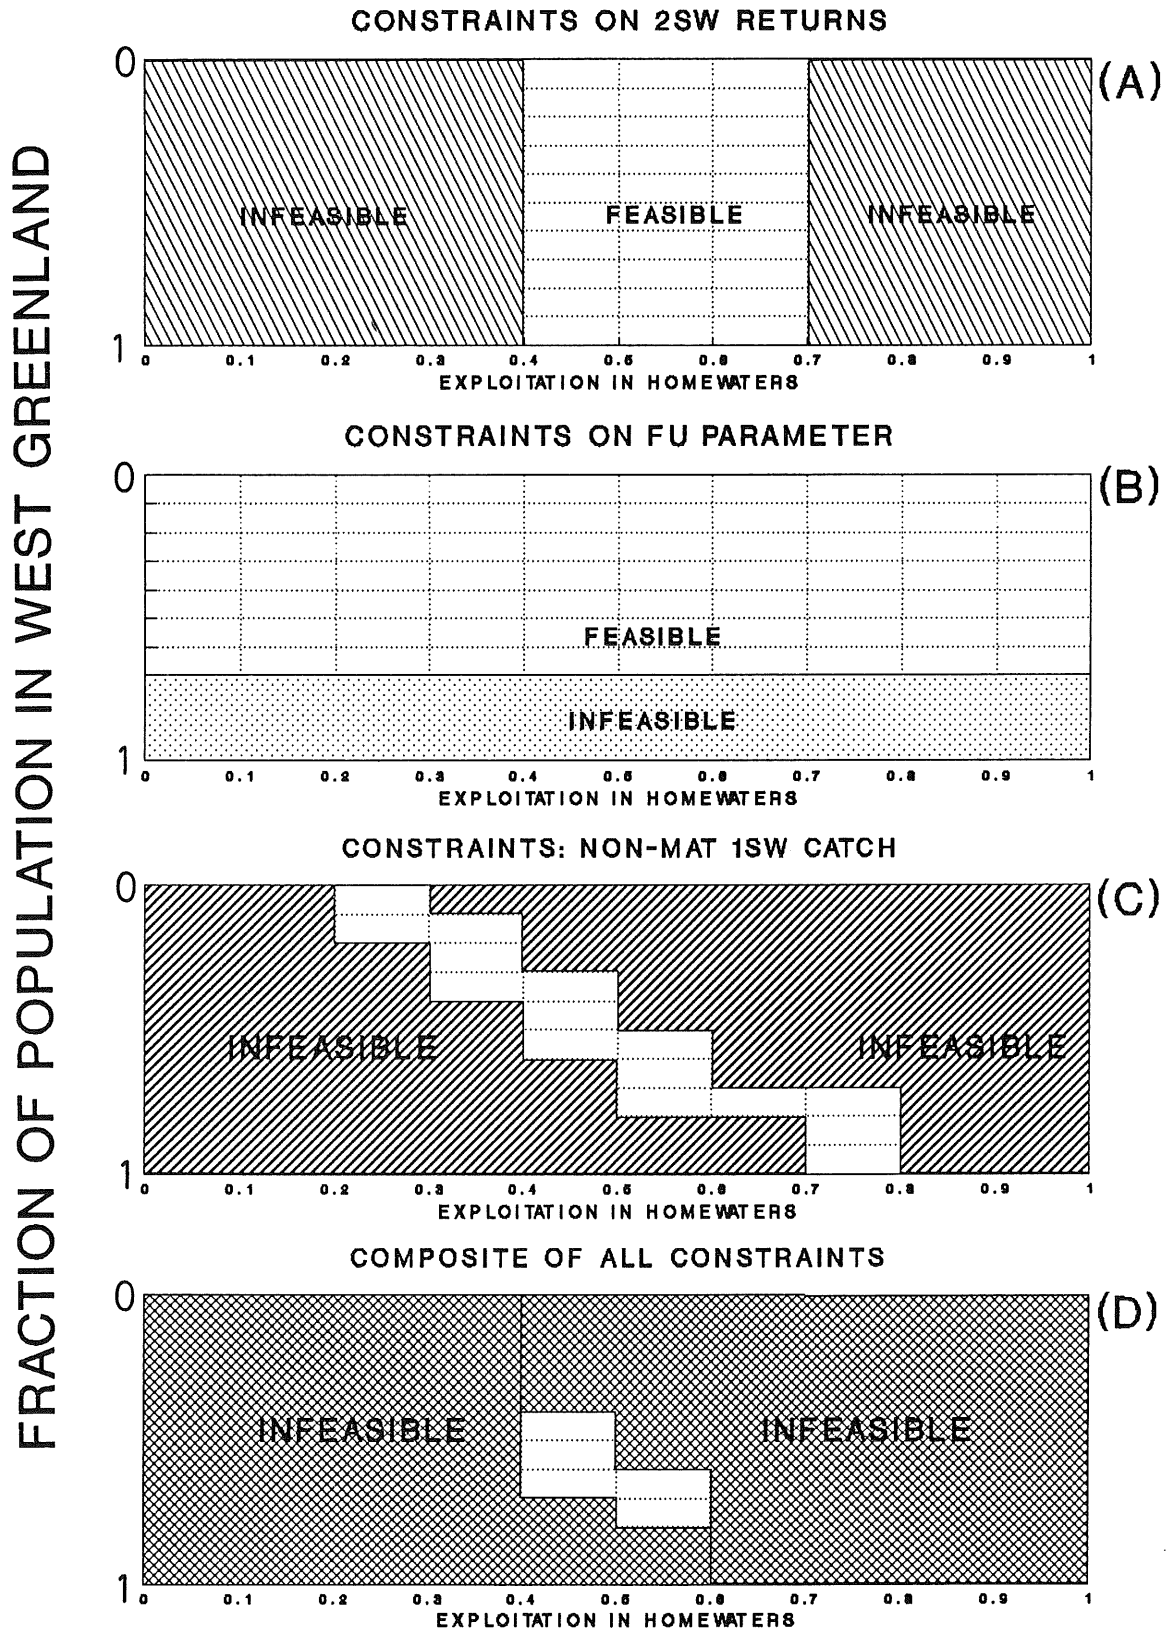 FRACTION OF POPULATION IN WEST GREENLAND
CONSTRAINTS ON 2SW RETURNS
(A)
0
INFEASIBLE FEASIBLE INFEASIBLE
1
0 0.1 0.2 0.3 0.4 0.5 0.6 0.7 0.8 0.9 1
EXPLOITATION IN HOMEWATERS
CONSTRAINTS ON FU PARAMETER
(B)
0
FEASIBLE
INFEASIBLE
1
0 0.1 0.2 0.3 0.4 0.5 0.6 0.7 0.8 0.9 1
EXPLOITATION IN HOMEWATERS
CONSTRAINTS: NON-MAT 1SW CATCH
(C)
0
INFEASIBLE INFEASIBLE
1
0 0.1 0.2 0.3 0.4 0.5 0.6 0.7 0.8 0.9 1
EXPLOITATION IN HOMEWATERS
COMPOSITE OF ALL CONSTRAINTS
(D)
0
INFEASIBLE INFEASIBLE
1
0 0.1 0.2 0.3 0.4 0.5 0.6 0.7 0.8 0.9 1
EXPLOITATION IN HOMEWATERS